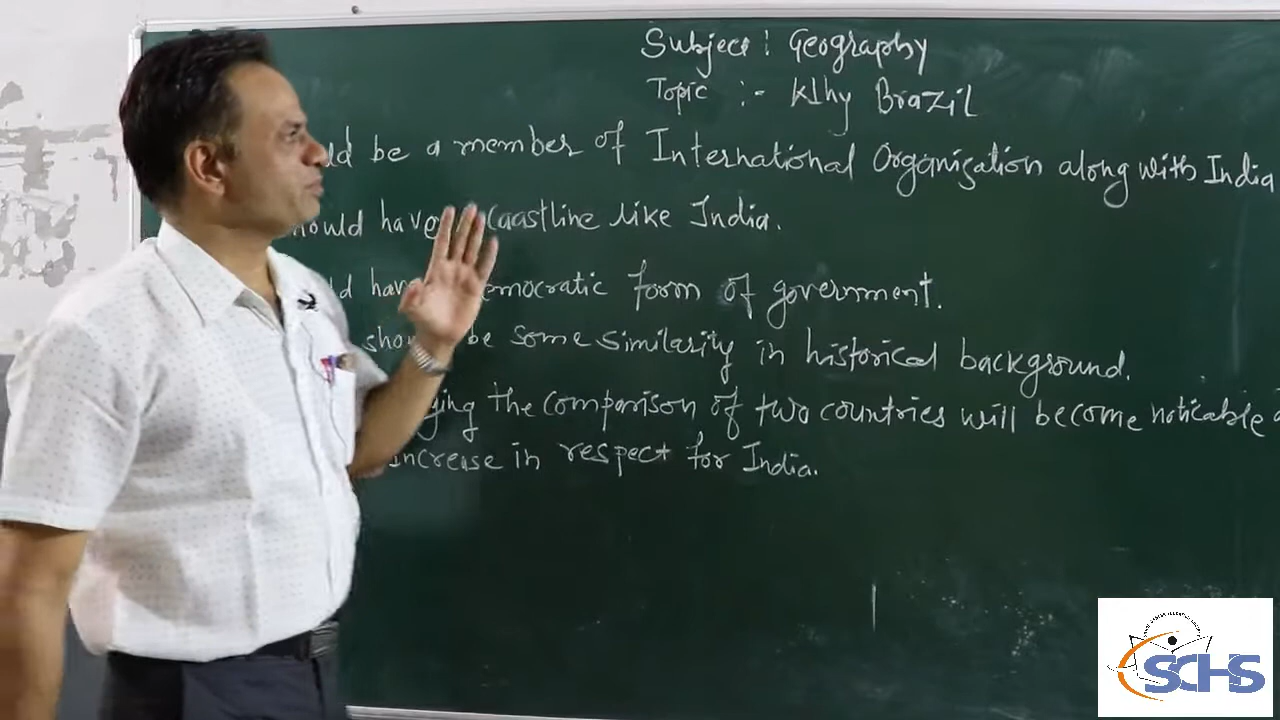 Subject : Geography
Topic :- Why Brazil
be a member of International Organisation along with India
have Coastline like India.
have democratic form of government.
be some similarity in historical background.
the comparison of two countries will become noticable
increase in respect for India.
SCHS